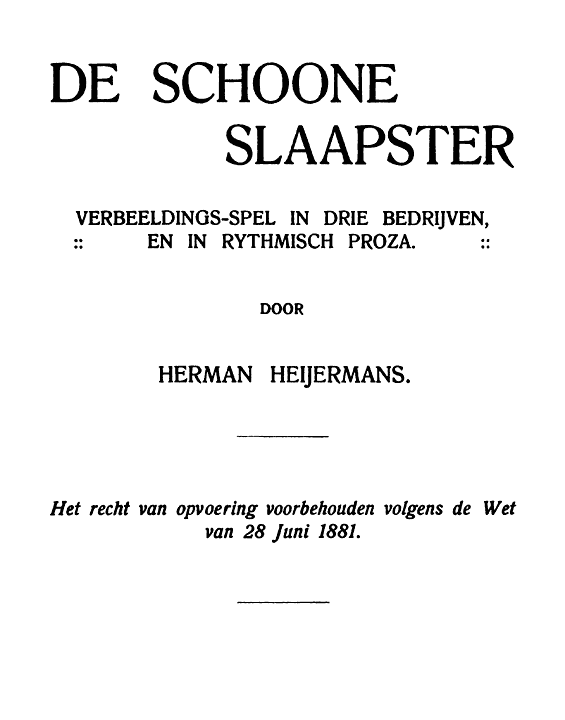 DE SCHOONE
SLAAPSTER
VERBEELDINGS-SPEL IN DRIE BEDRIJVEN,
:: EN IN RYTHMISCH PROZA. ::
DOOR
HERMAN HEIJERMANS.
Het recht van opvoering voorbehouden volgens de Wet
van 28 Juni 1881.